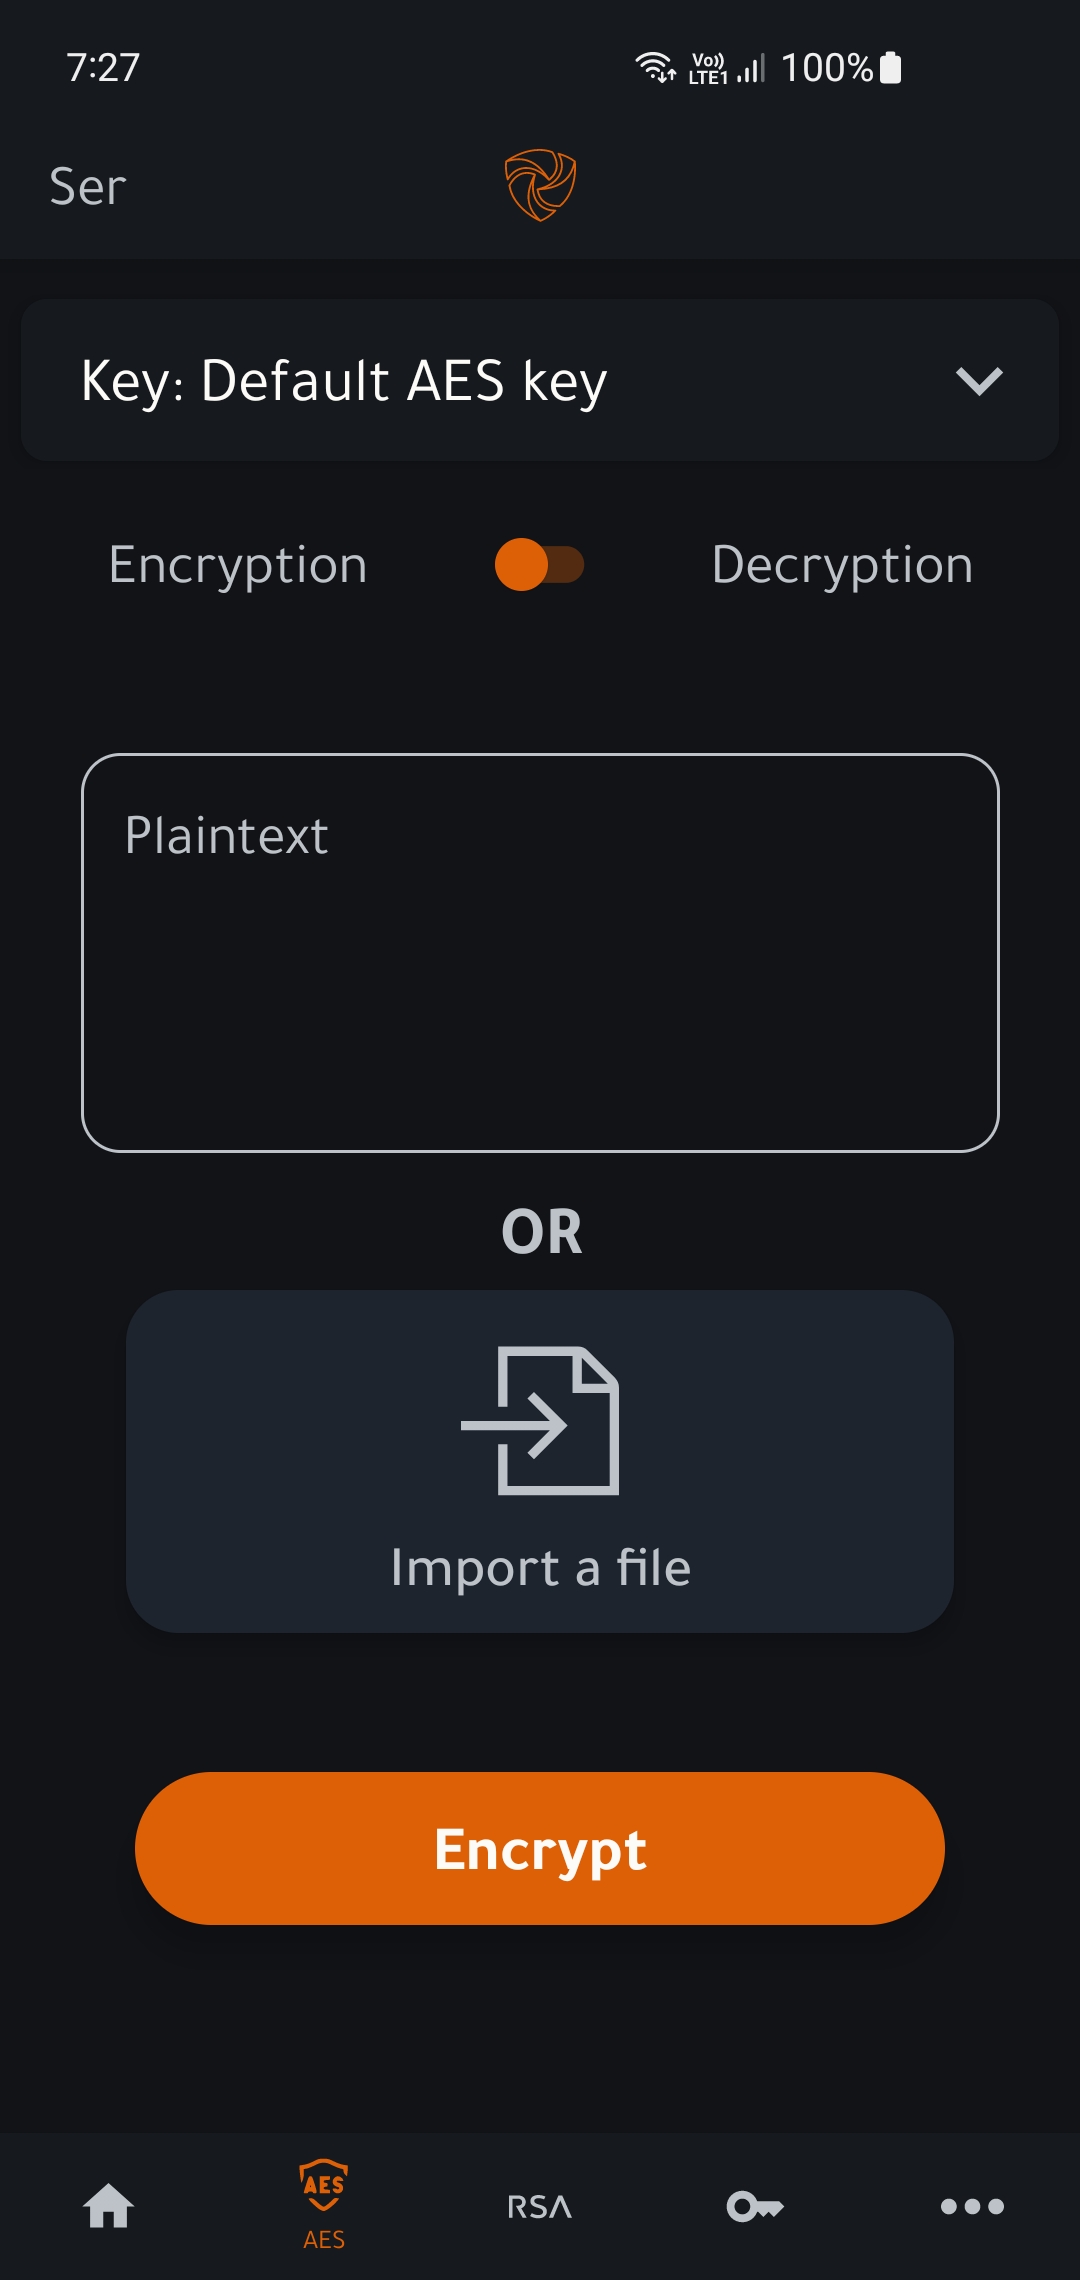 7:27
Vo)) LTE1 100%
Ser
Key: Default AES key
Encryption Decryption
Plaintext
OR
Import a file
Encrypt
AES
AES
RSA